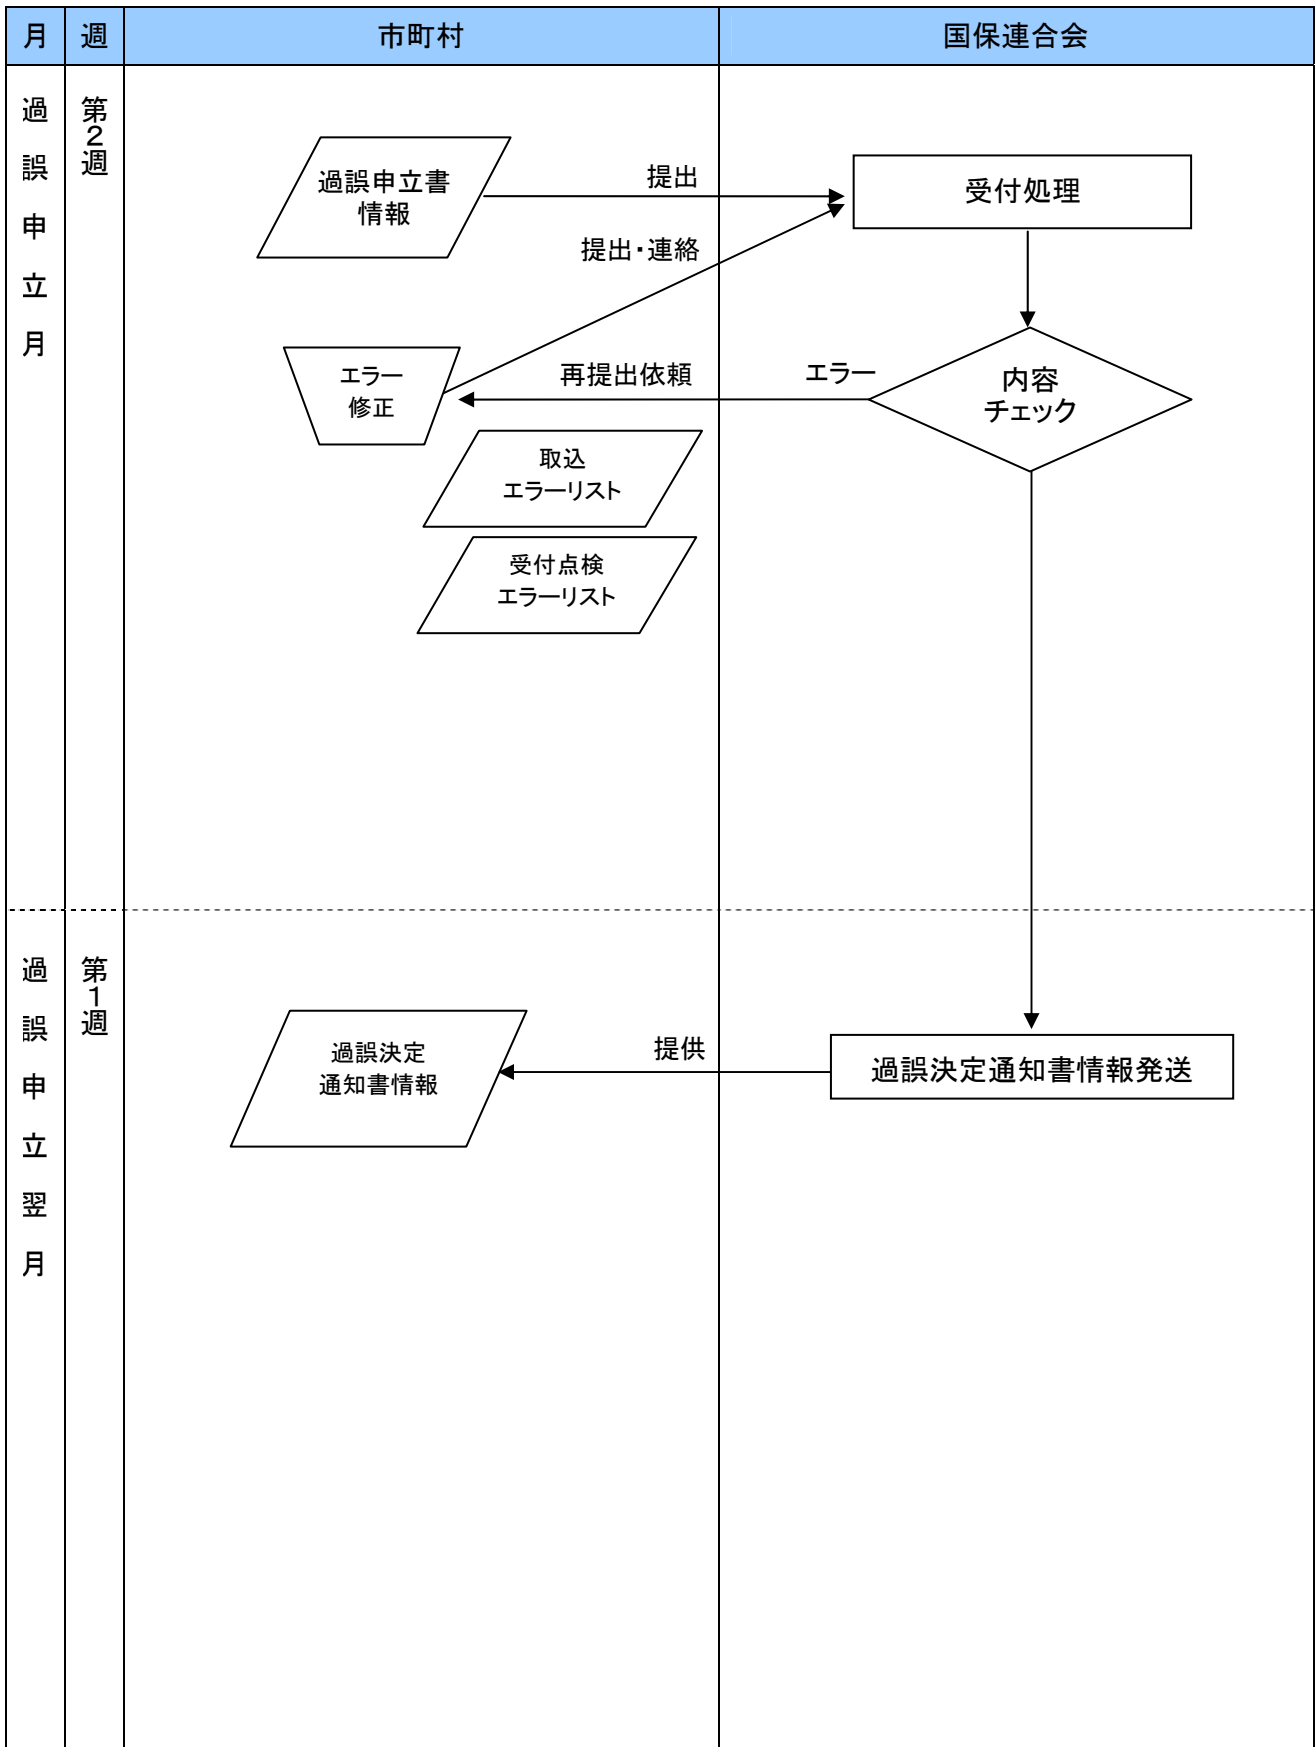 月
週
市町村
国保連合会
過誤申立月
第2週
過誤申立書
情報
提出
受付処理
提出・連絡
エラー
修正
再提出依頼
エラー
内容
チェック
取込
エラーリスト
受付点検
エラーリスト
過誤申立翌月
第1週
過誤決定
通知書情報
提供
過誤決定通知書情報発送